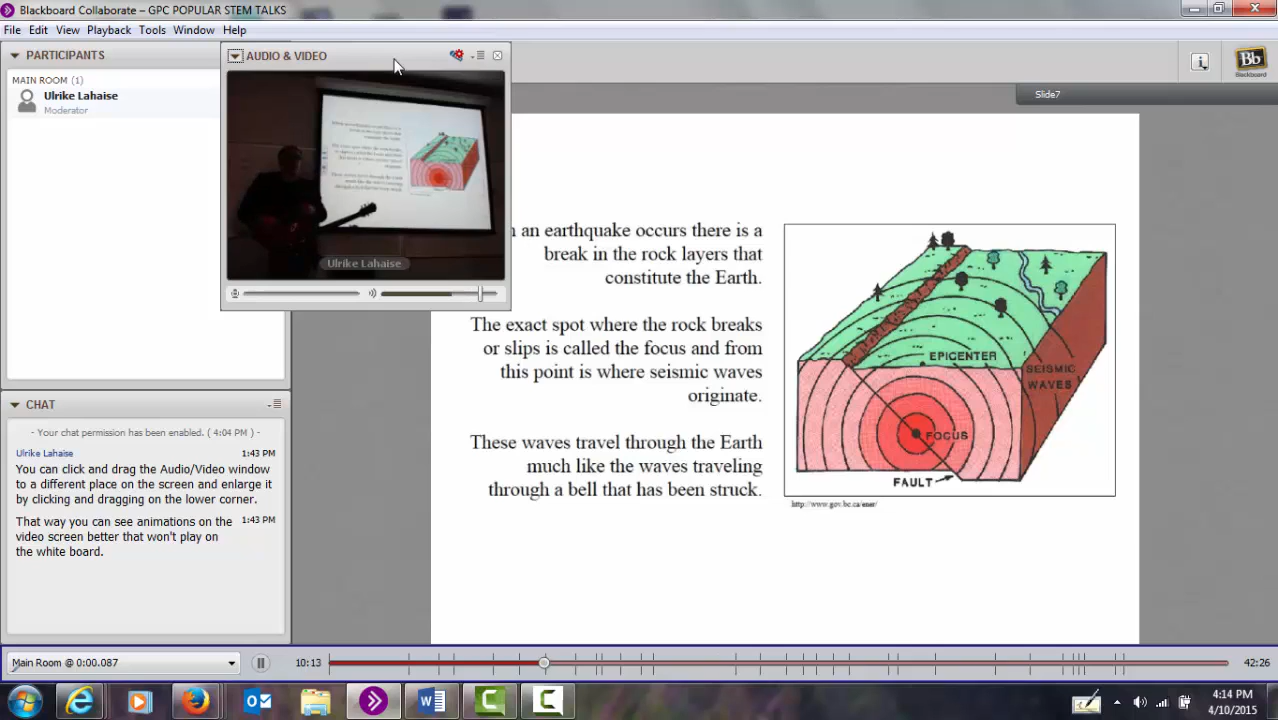 Blackboard Collaborate – GPC POPULAR STEM TALKS
File Edit View Playback Tools Window Help
PARTICIPANTS
MAIN ROOM (1)
Ulrike Lahaise
Moderator
AUDIO & VIDEO
Ulrike Lahaise
Bb
Blackboard
Slide7
an earthquake occurs there is a
break in the rock layers that
constitute the Earth.
The exact spot where the rock breaks
or slips is called the focus and from
this point is where seismic waves
originate.
These waves travel through the Earth
much like the waves traveling
through a bell that has been struck.
EPICENTER
SEISMIC
WAVES
FOCUS
FAULT
http://www.gov.bc.ca/ener/
CHAT
- Your chat permission has been enabled. ( 4:04 PM ) -
Ulrike Lahaise 1:43 PM
You can click and drag the Audio/Video window
to a different place on the screen and enlarge it
by clicking and dragging on the lower corner.
That way you can see animations on the 1:43 PM
video screen better that won't play on
the white board.
Main Room @ 0:00.087
10:13
42:26
4:14 PM
4/10/2015